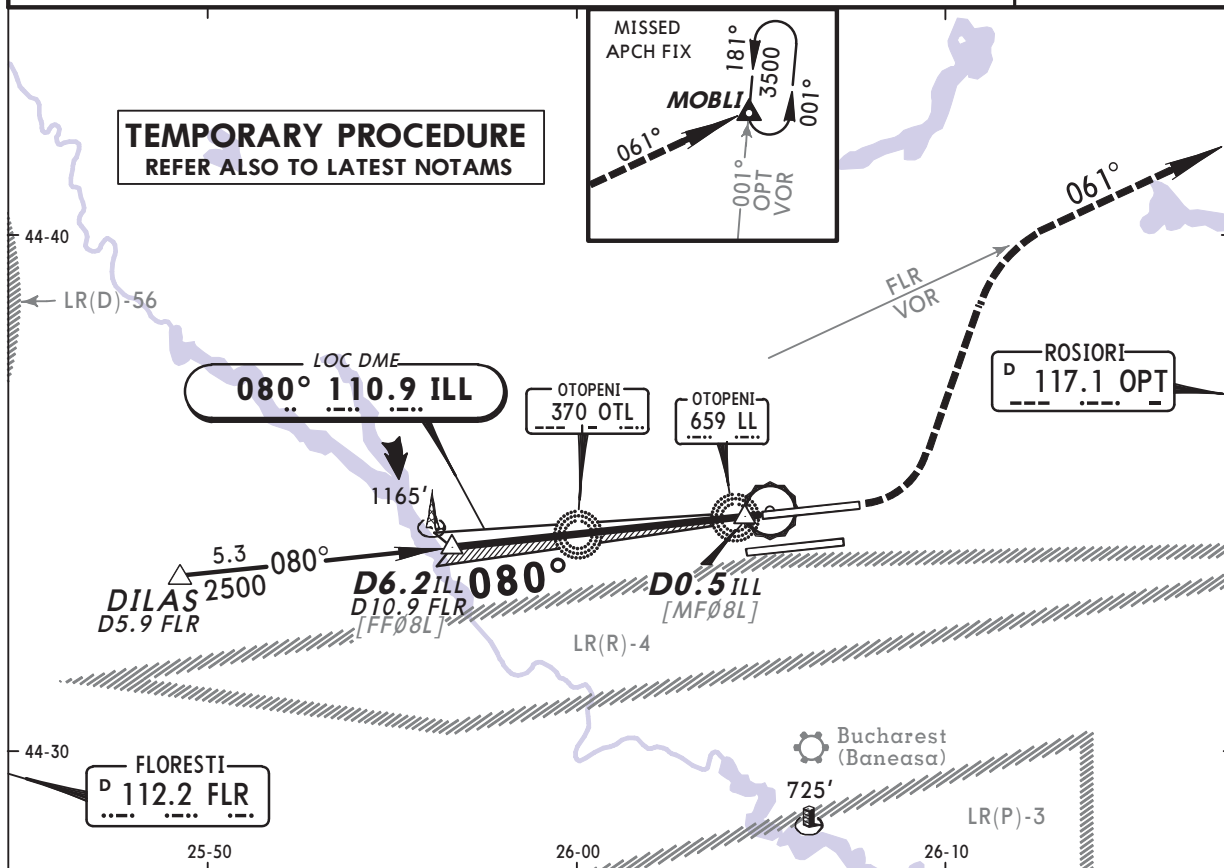 MISSED
APCH FIX
181°
3500
001°
MOBLI
061°
001°
OPT
VOR
TEMPORARY PROCEDURE
REFER ALSO TO LATEST NOTAMS
061°
44-40
LR(D)-56
FLR
VOR
LOC DME
080° 110.9 ILL
OTOPENI
370 OTL
OTOPENI
659 LL
ROSIORI
D 117.1 OPT
1165'
5.3
080°
2500
DILAS
D5.9 FLR
D6.2 ILL
D10.9 FLR
[FFØ8L]
080°
D0.5 ILL
[MFØ8L]
LR(R)-4
44-30
FLORESTI
D 112.2 FLR
Bucharest
(Baneasa)
725'
LR(P)-3
25-50
26-00
26-10